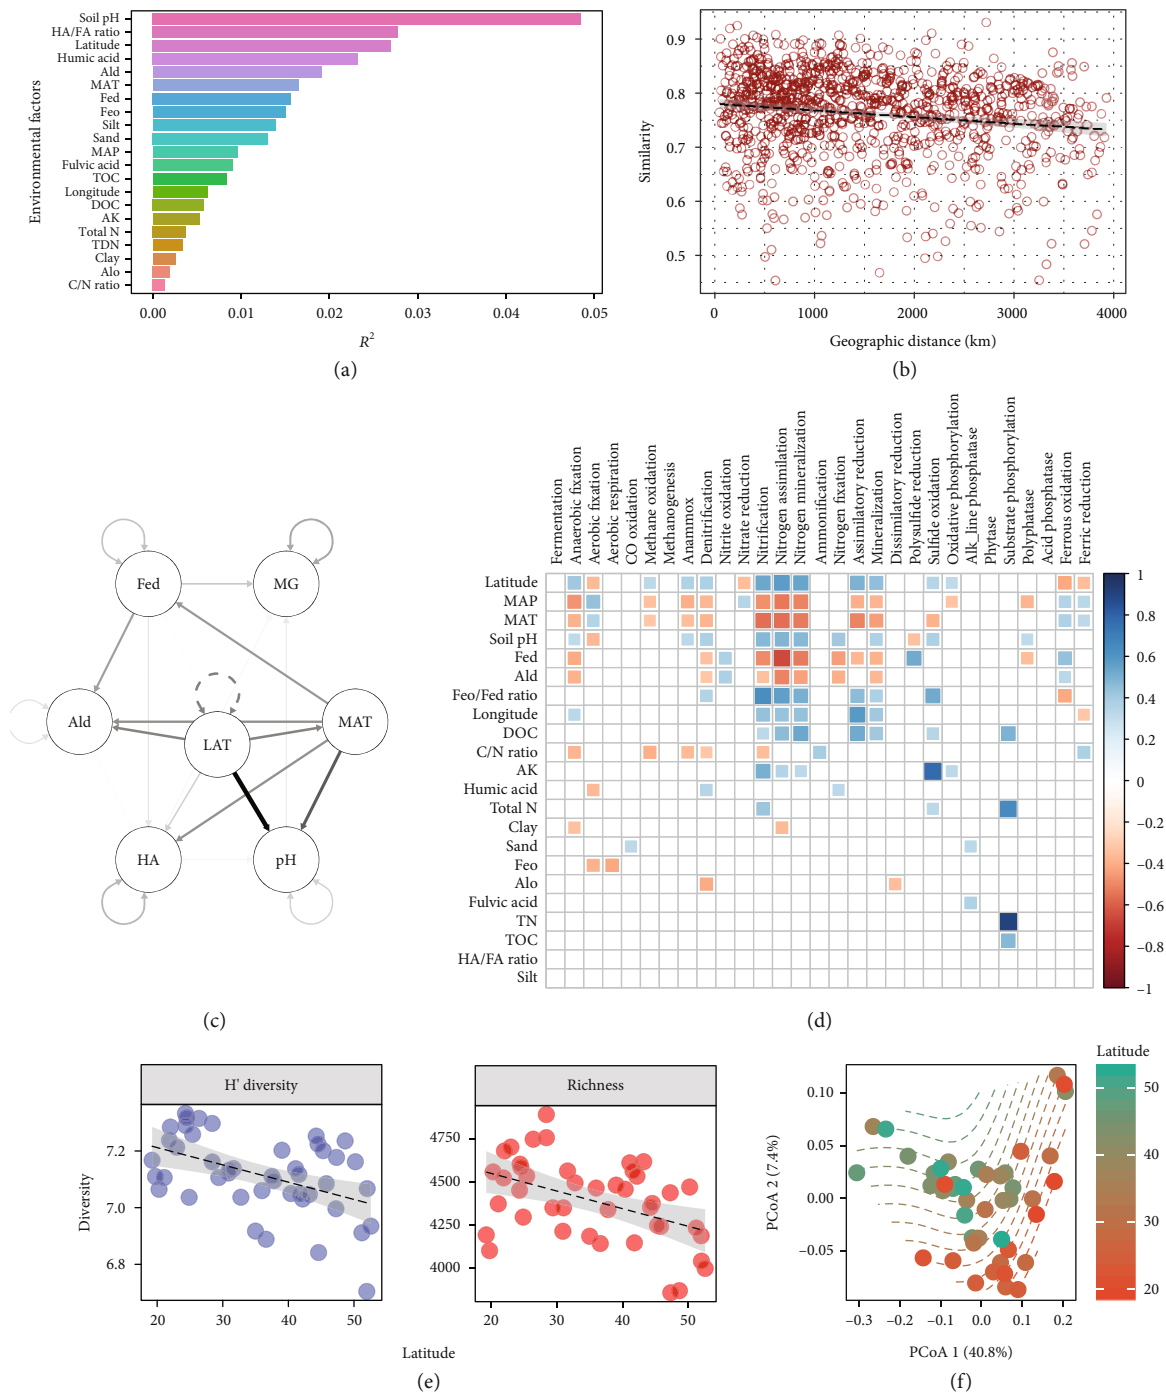 Environmental factors
Soil pH
HA/FA ratio
Latitude
Humic acid
Ald
MAT
Fed
Feo
Silt
Sand
MAP
Fulvic acid
TOC
Longitude
DOC
AK
Total N
TDN
Clay
Alo
C/N ratio
0.00 0.01 0.02 0.03 0.04 0.05
R²
(a)
Similarity
0.9
0.8
0.7
0.6
0.5
0 1000 2000 3000 4000
Geographic distance (km)
(b)
Fed
MG
Ald
LAT
MAT
HA
pH
(c)
Fermentation
Anaerobic fixation
Aerobic fixation
Aerobic respiration
CO oxidation
Methane oxidation
Methanogenesis
Anammox
Denitrification
Nitrite oxidation
Nitrate reduction
Nitrification
Nitrogen assimilation
Nitrogen mineralization
Ammonification
Nitrogen fixation
Assimilatory reduction
Mineralization
Dissimilatory reduction
Polysulfide reduction
Sulfide oxidation
Oxidative phosphorylation
Alk_line phosphatase
Phytase
Substrate phosphorylation
Polyphatase
Acid phosphatase
Ferrous oxidation
Ferric reduction
Latitude
MAP
MAT
Soil pH
Fed
Ald
Feo/Fed ratio
Longitude
DOC
C/N ratio
AK
Humic acid
Total N
Clay
Sand
Feo
Alo
Fulvic acid
TN
TOC
HA/FA ratio
Silt
1
0.8
0.6
0.4
0.2
0
−0.2
−0.4
−0.6
−0.8
−1
(d)
H' diversity
Diversity
7.2
7.0
6.8
20 30 40 50
Richness
4750
4500
4250
4000
20 30 40 50
Latitude
(e)
PCoA 2 (7.4%)
0.10
0.05
0.00
−0.05
−0.3 −0.2 −0.1 0.0 0.1 0.2
PCoA 1 (40.8%)
Latitude
50
40
30
20
(f)